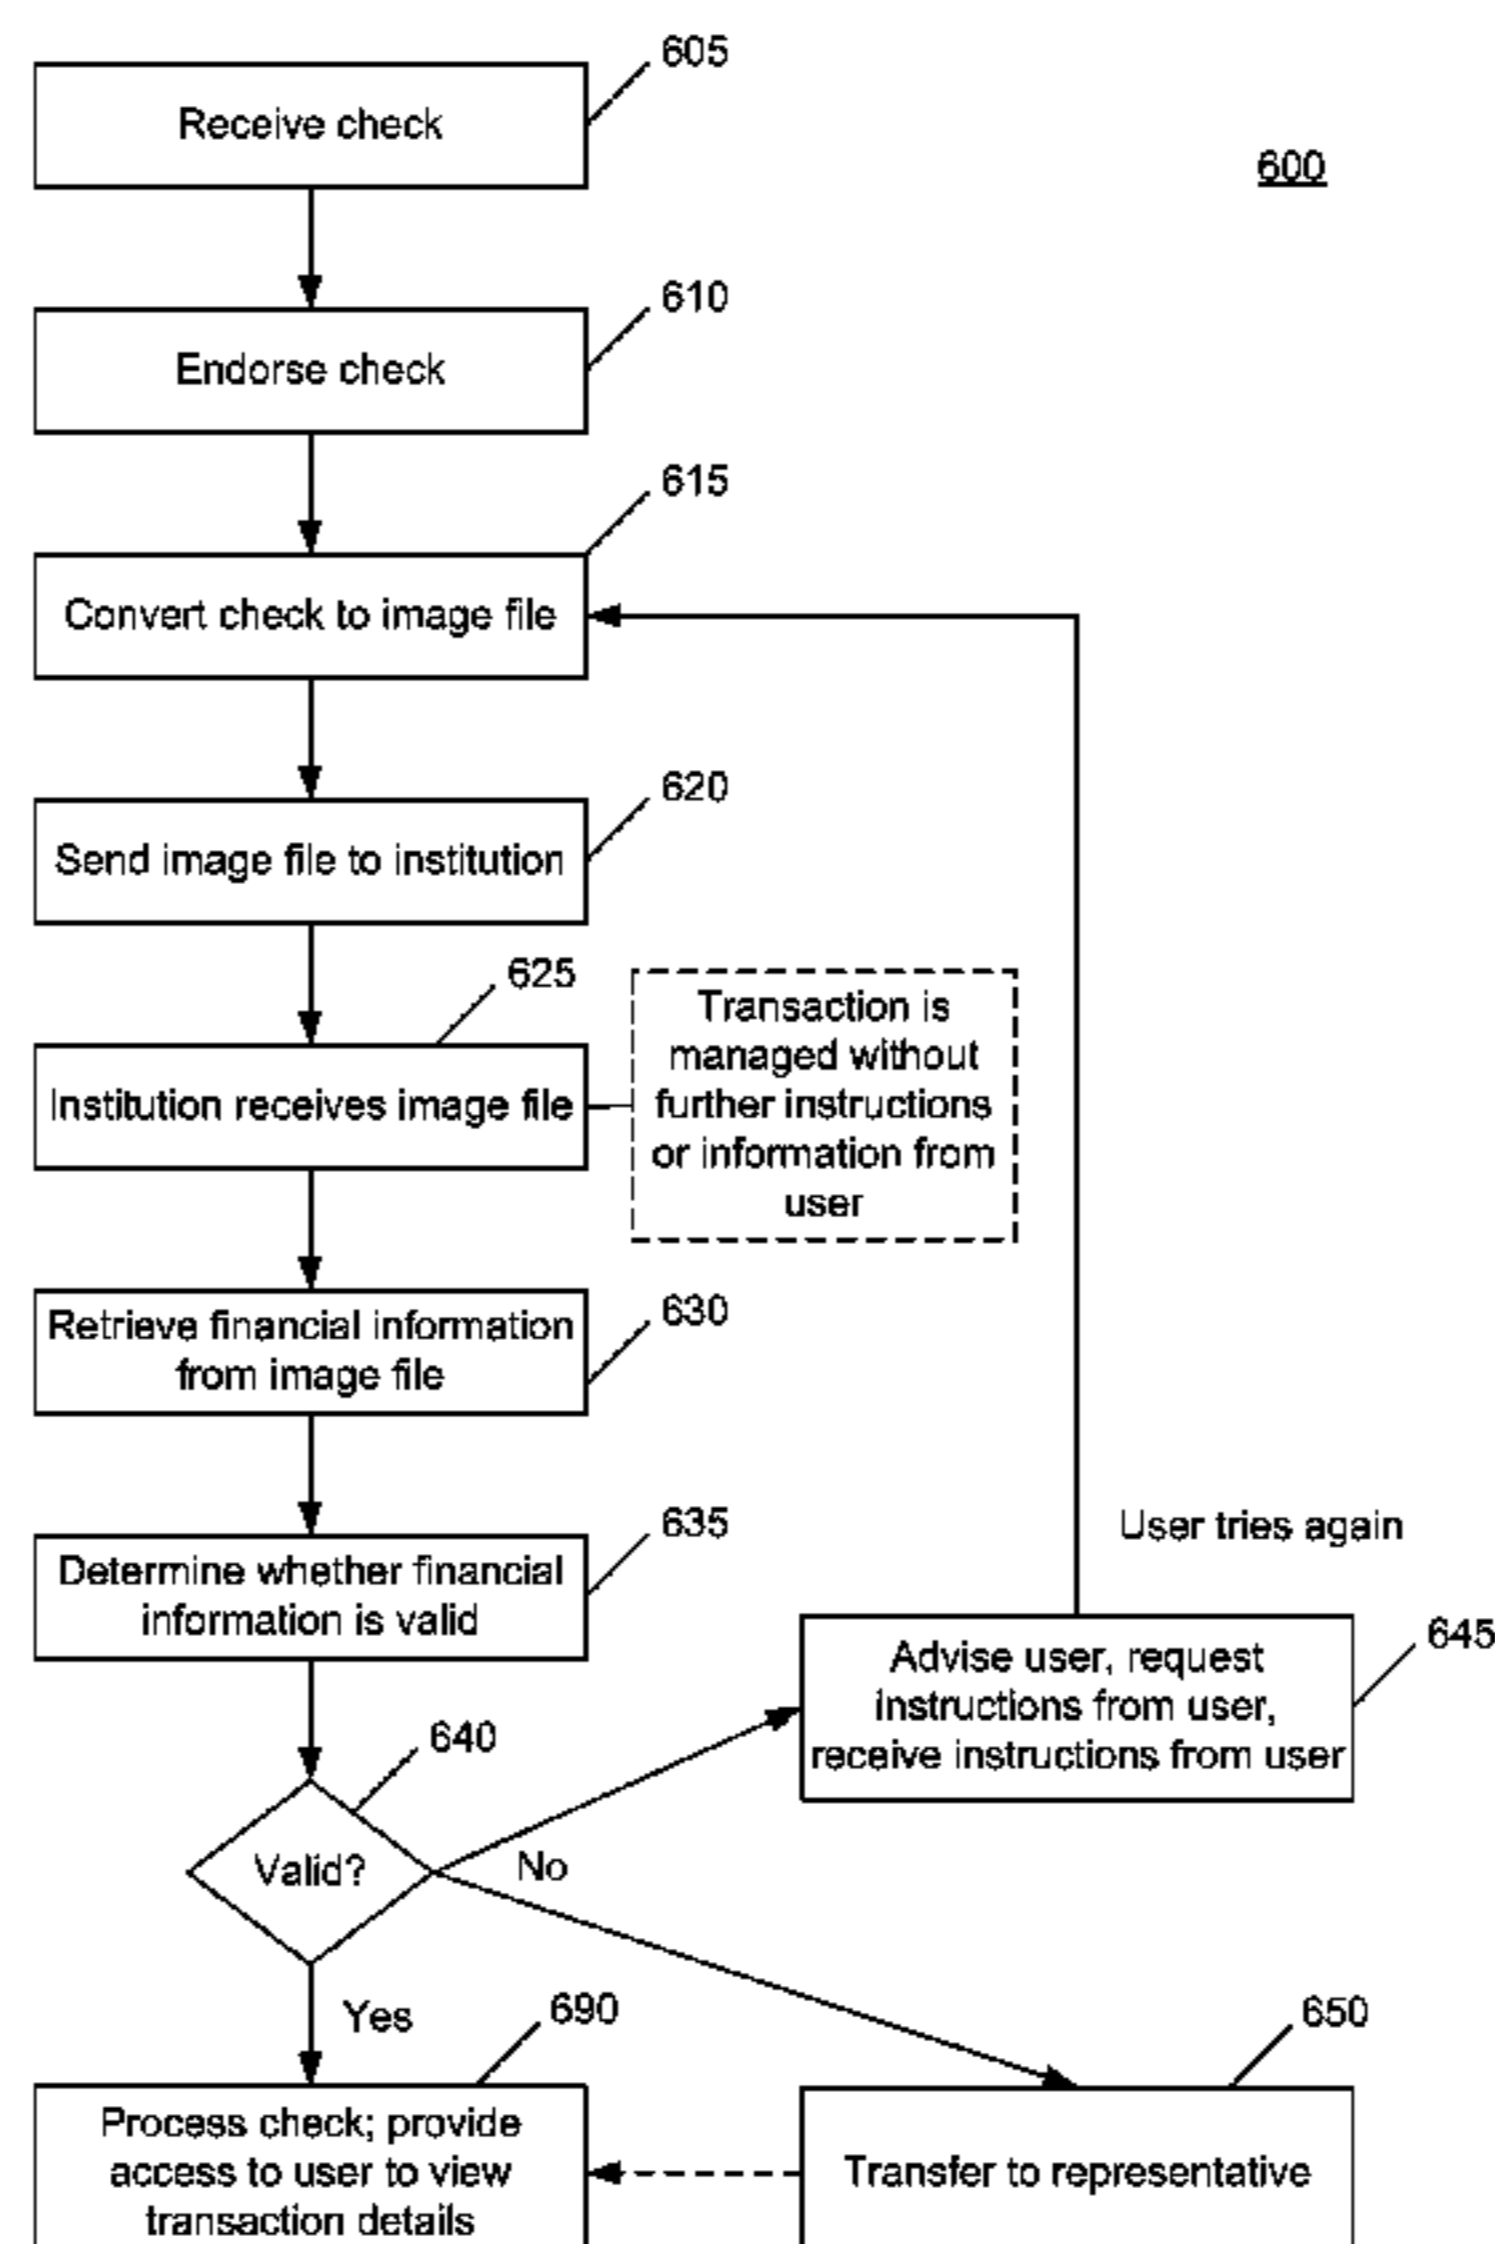 605
Receive check
600
610
Endorse check
615
Convert check to image file
620
Send image file to institution
625
Institution receives image file
Transaction is
managed without
further instructions
or information from
user
630
Retrieve financial information
from image file
635
Determine whether financial
information is valid
User tries again
645
Advise user, request
instructions from user,
receive instructions from user
640
Valid?
No
Yes
690
Process check; provide
access to user to view
transaction details
650
Transfer to representative